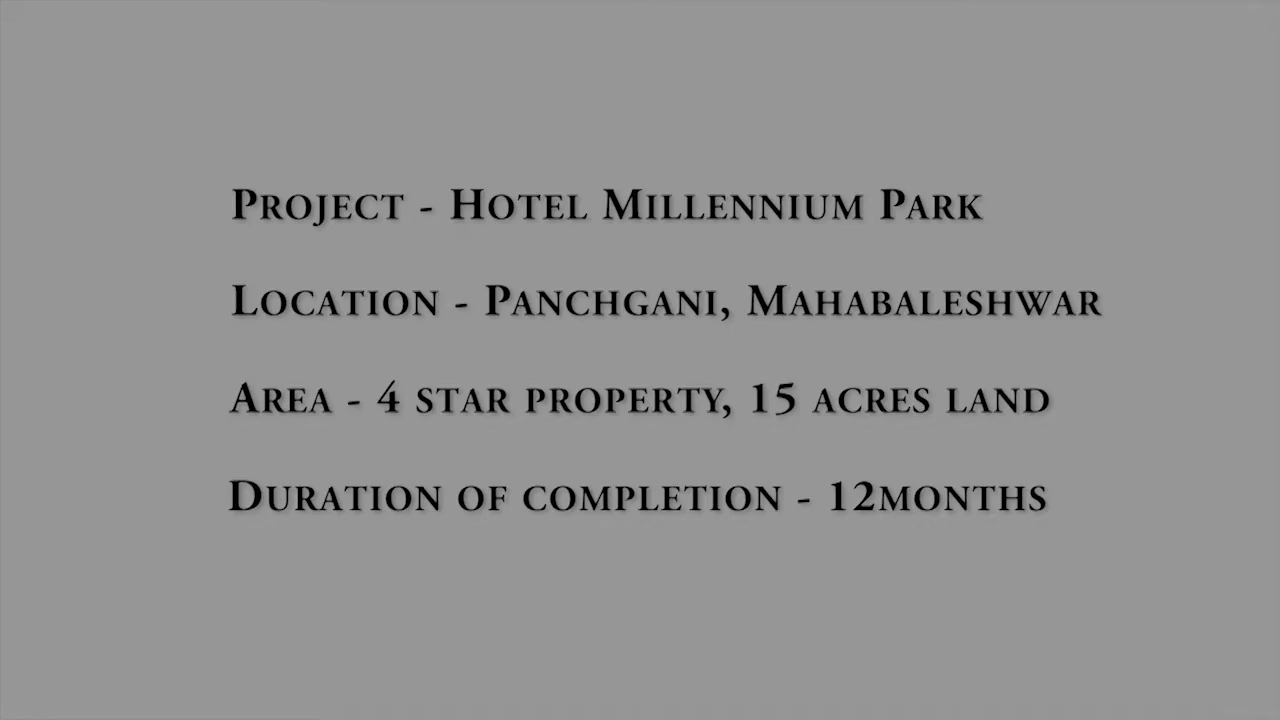 Project - Hotel Millennium Park
Location - Panchgani, Mahabaleshwar
Area - 4 star property, 15 acres land
Duration of completion - 12months